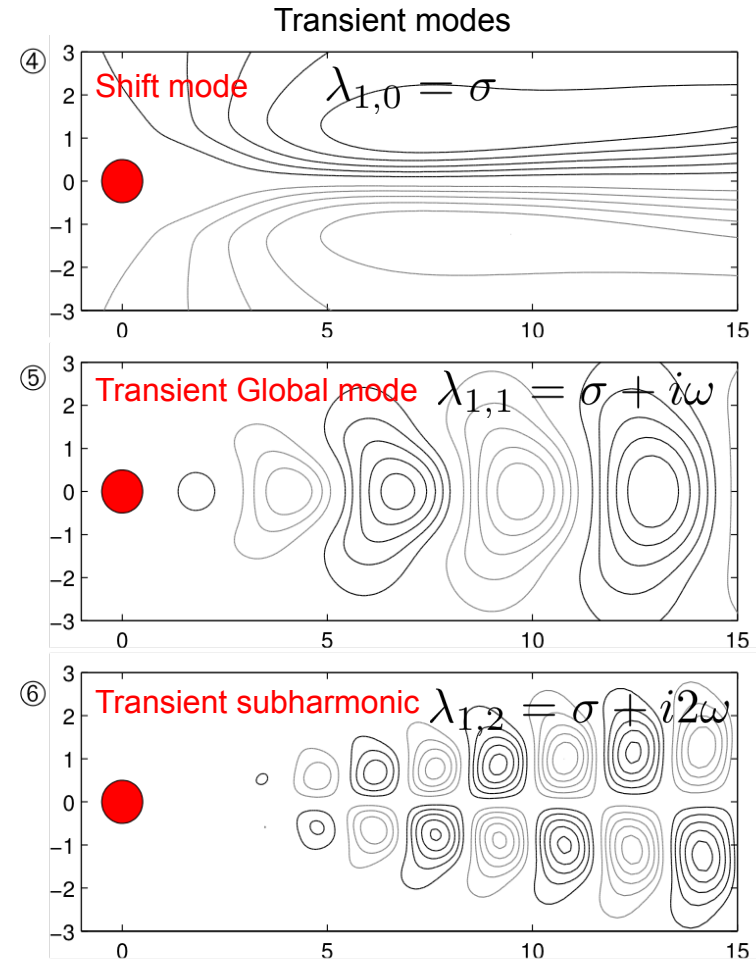 Transient modes
④
Shift mode
λ₁,₀ = σ
3
2
1
0
−1
−2
−3
0 5 10 15
⑤
Transient Global mode
λ₁,₁ = σ + iω
3
2
1
0
−1
−2
−3
0 5 10 15
⑥
Transient subharmonic
λ₁,₂ = σ + i2ω
3
2
1
0
−1
−2
−3
0 5 10 15